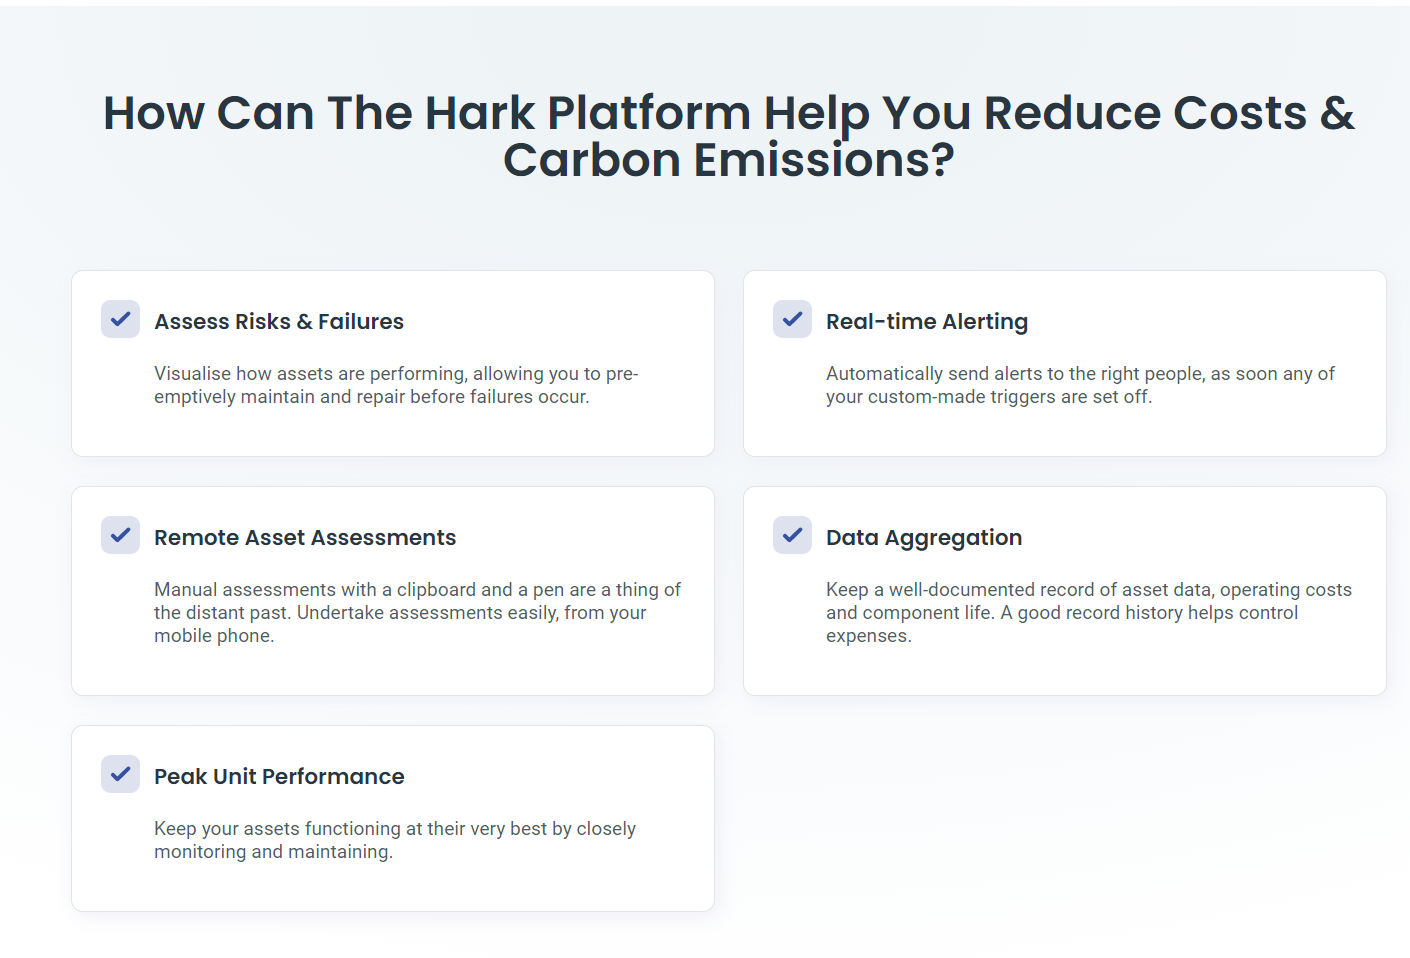 How Can The Hark Platform Help You Reduce Costs &
Carbon Emissions?
Assess Risks & Failures
Visualise how assets are performing, allowing you to pre-
emptively maintain and repair before failures occur.
Real-time Alerting
Automatically send alerts to the right people, as soon any of
your custom-made triggers are set off.
Remote Asset Assessments
Manual assessments with a clipboard and a pen are a thing of
the distant past. Undertake assessments easily, from your
mobile phone.
Data Aggregation
Keep a well-documented record of asset data, operating costs
and component life. A good record history helps control
expenses.
Peak Unit Performance
Keep your assets functioning at their very best by closely
monitoring and maintaining.